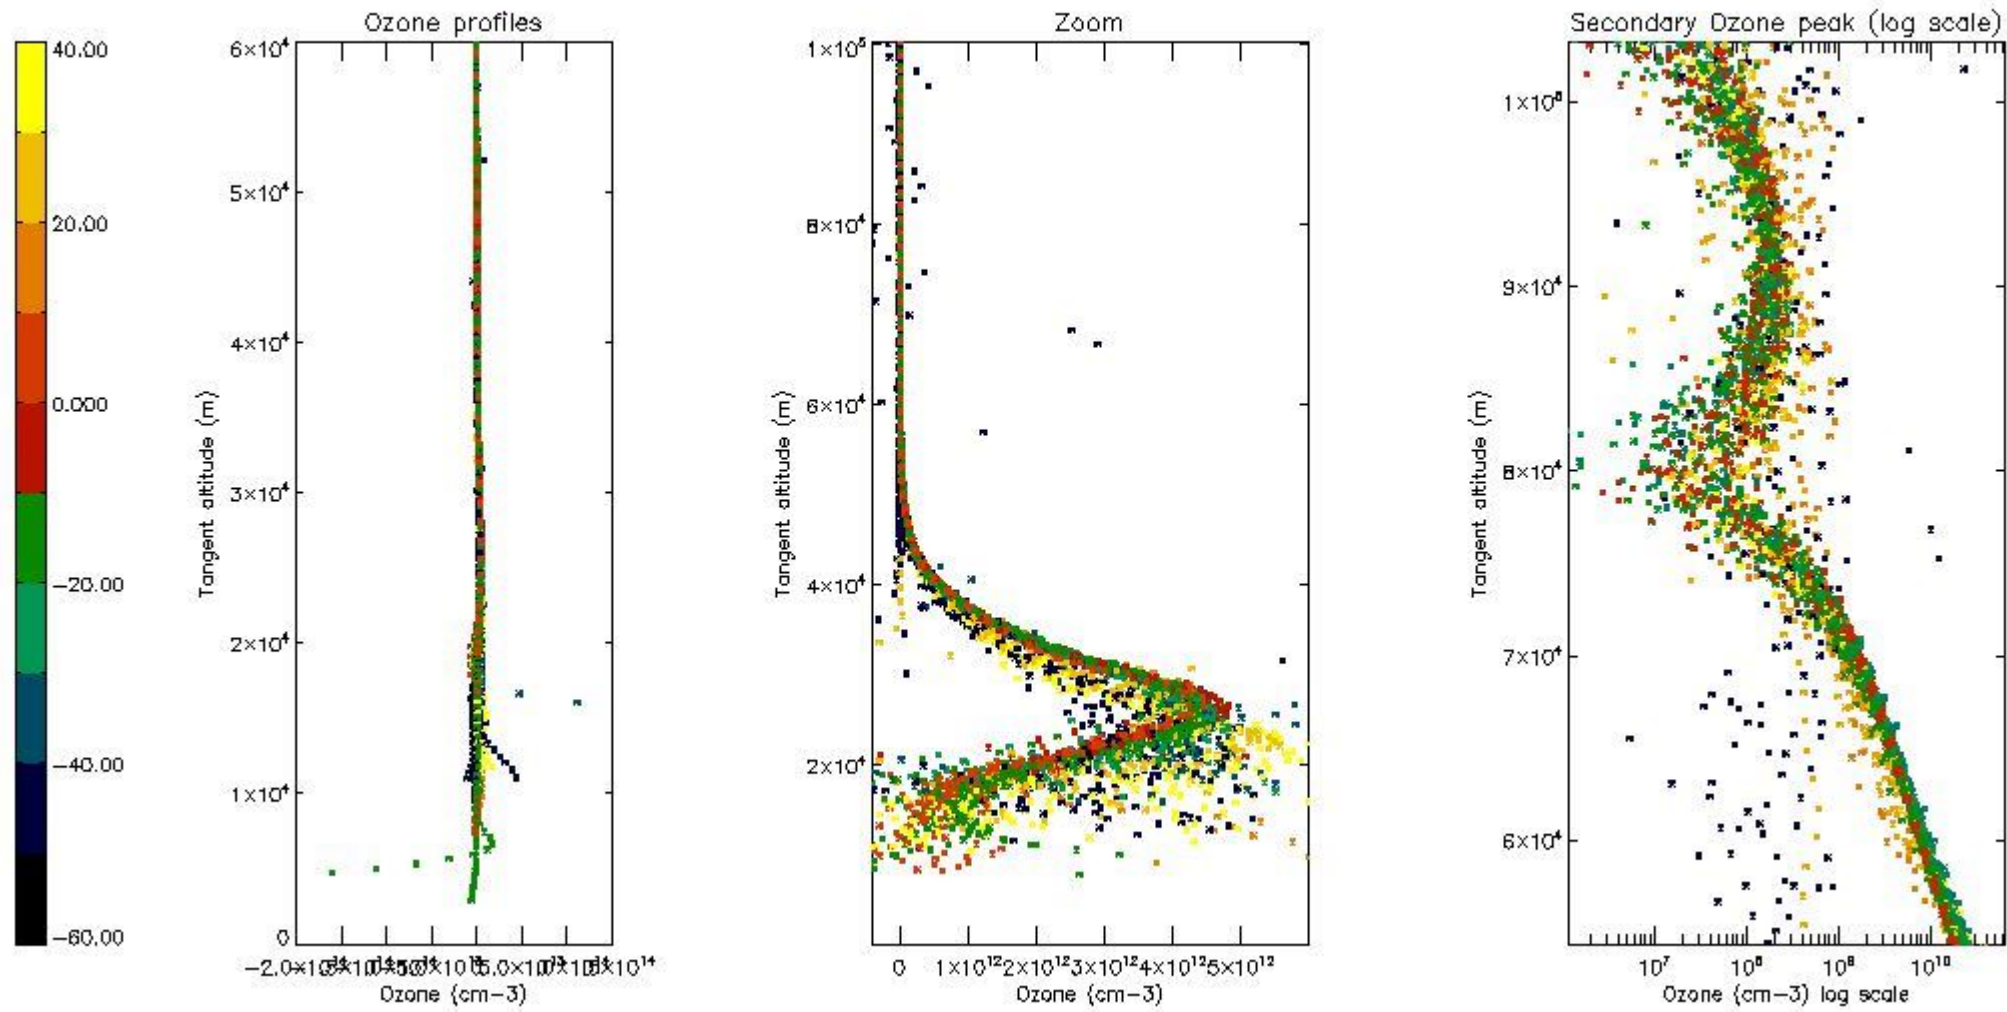 Ozone profiles
Zoom
Secondary Ozone peak (log scale)
40.00
20.00
0.000
−20.00
−40.00
−60.00
6×10⁴
5×10⁴
4×10⁴
3×10⁴
2×10⁴
1×10⁴
0
Tangent altitude (m)
Ozone (cm−3)
1×10⁵
8×10⁴
6×10⁴
4×10⁴
2×10⁴
Tangent altitude (m)
0 1×10¹² 2×10¹² 3×10¹² 4×10¹² 5×10¹²
Ozone (cm−3)
9×10⁴
8×10⁴
7×10⁴
6×10⁴
Tangent altitude (m)
10⁷ 10⁸ 10⁹ 10¹⁰
Ozone (cm−3) log scale